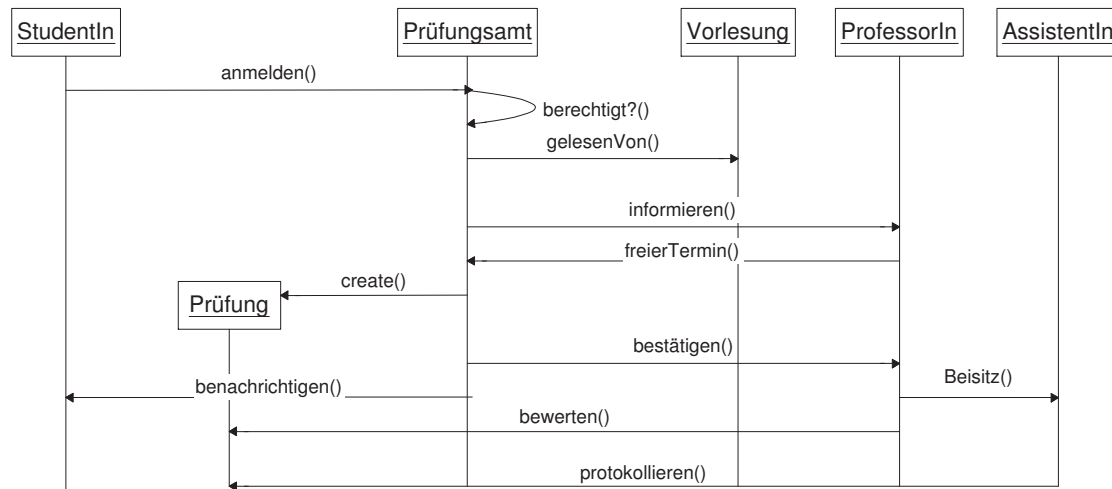 StudentIn
Prüfungsamt
Vorlesung
ProfessorIn
AssistentIn
anmelden()
berechtigt?()
gelesenVon()
informieren()
freierTermin()
create()
Prüfung
bestätigen()
benachrichtigen()
Beisitz()
bewerten()
protokollieren()